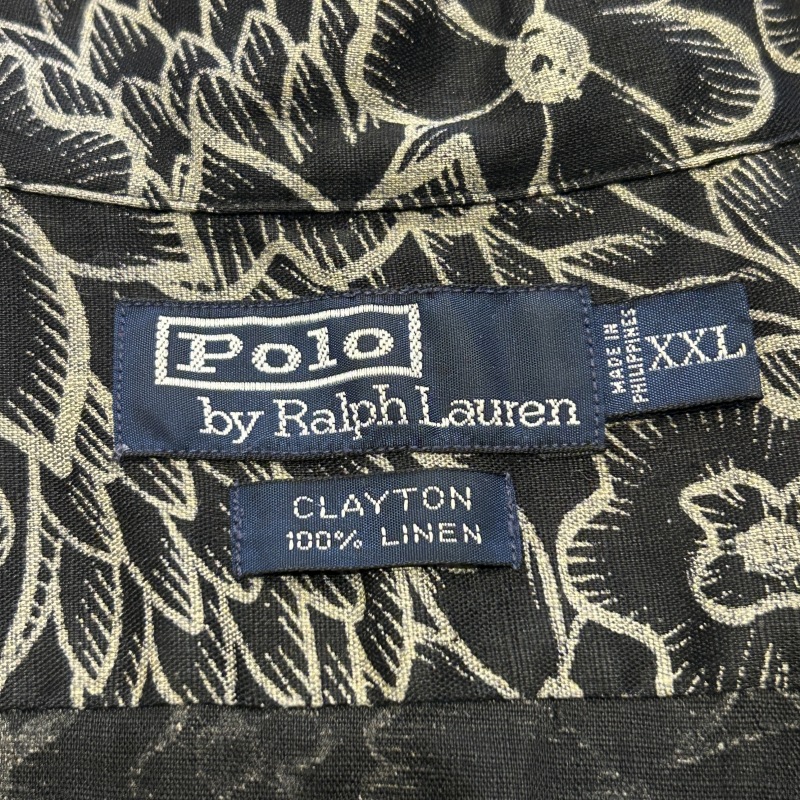 Polo
by Ralph Lauren
MADE IN
PHILIPPINES
XXL
CLAYTON
100% LINEN